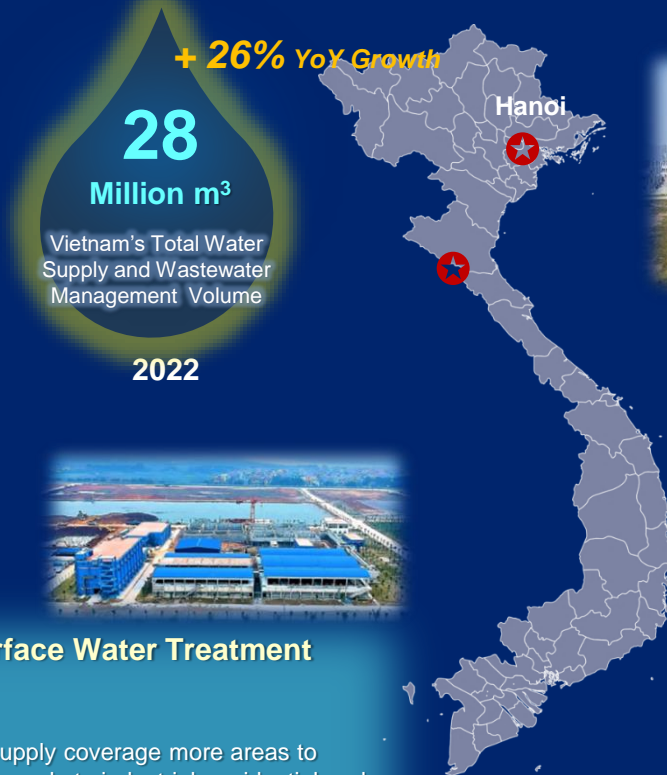 + 26% YoY Growth
28
Million m³
Vietnam's Total Water
Supply and Wastewater
Management Volume
2022
Hanoi
rface Water Treatment
upply coverage more areas to